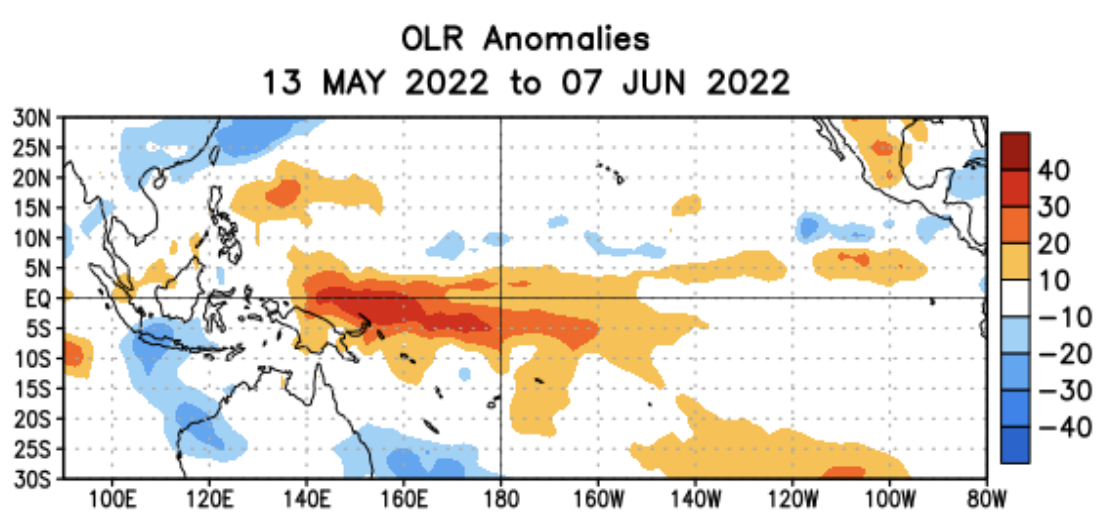 OLR Anomalies
13 MAY 2022 to 07 JUN 2022
30N
25N
20N
15N
10N
5N
EQ
5S
10S
15S
20S
25S
30S
100E 120E 140E 160E 180 160W 140W 120W 100W 80W
40
30
20
10
−10
−20
−30
−40